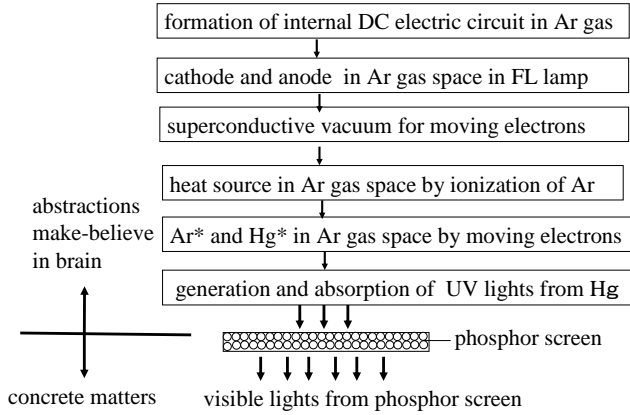 formation of internal DC electric circuit in Ar gas
cathode and anode in Ar gas space in FL lamp
superconductive vacuum for moving electrons
heat source in Ar gas space by ionization of Ar
abstractions
make-believe
in brain
Ar* and Hg* in Ar gas space by moving electrons
generation and absorption of UV lights from Hg
phosphor screen
concrete matters
visible lights from phosphor screen